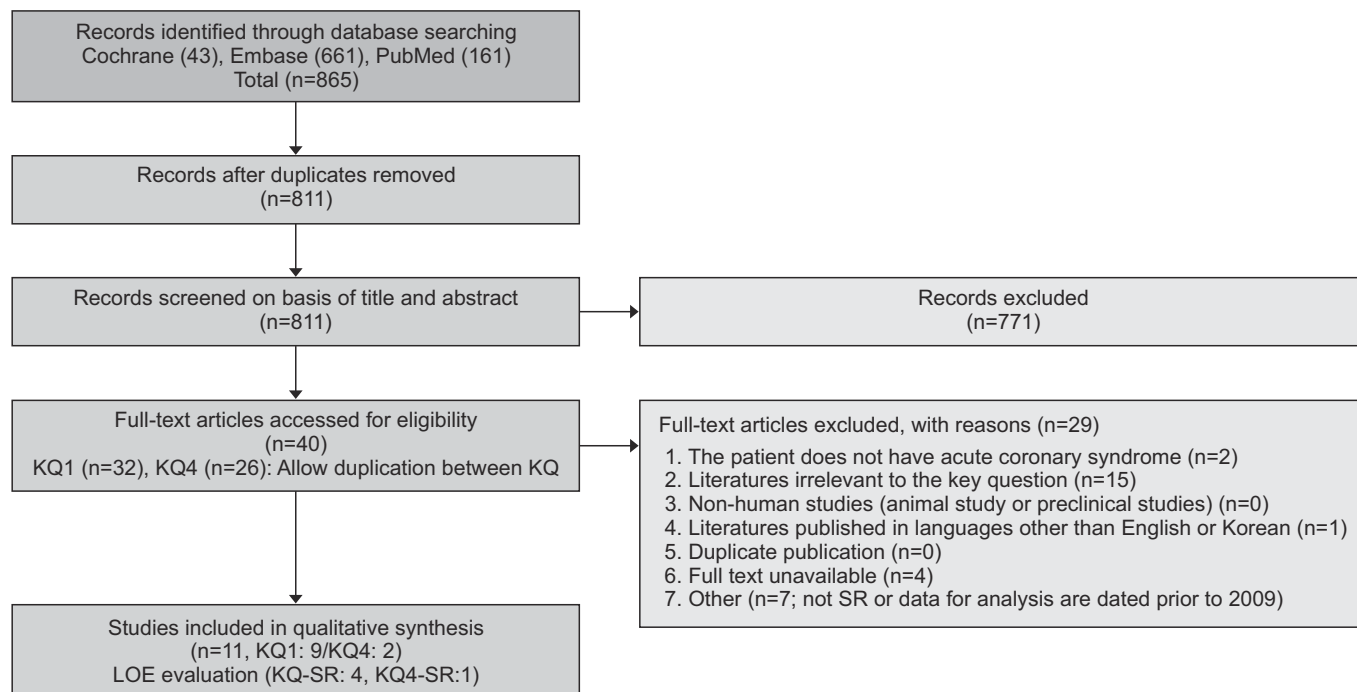 Records identified through database searching
Cochrane (43), Embase (661), PubMed (161)
Total (n=865)
Records after duplicates removed
(n=811)
Records screened on basis of title and abstract
(n=811)
Records excluded
(n=771)
Full-text articles accessed for eligibility
(n=40)
KQ1 (n=32), KQ4 (n=26): Allow duplication between KQ
Full-text articles excluded, with reasons (n=29)
1. The patient does not have acute coronary syndrome (n=2)
2. Literatures irrelevant to the key question (n=15)
3. Non-human studies (animal study or preclinical studies) (n=0)
4. Literatures published in languages other than English or Korean (n=1)
5. Duplicate publication (n=0)
6. Full text unavailable (n=4)
7. Other (n=7; not SR or data for analysis are dated prior to 2009)
Studies included in qualitative synthesis
(n=11, KQ1: 9/KQ4: 2)
LOE evaluation (KQ-SR: 4, KQ4-SR:1)